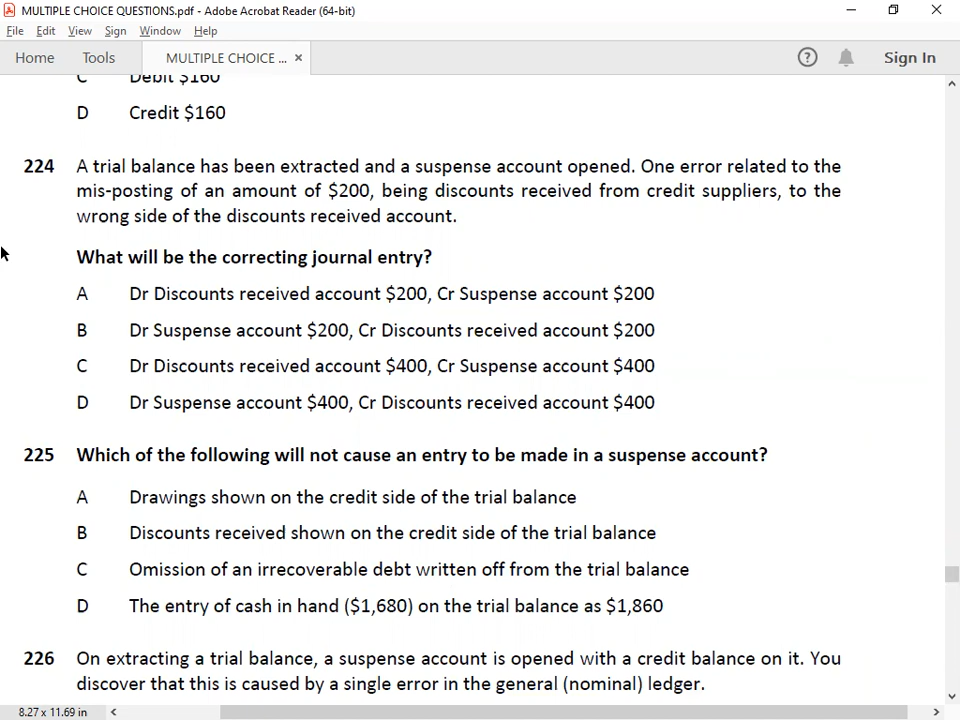 MULTIPLE CHOICE QUESTIONS.pdf - Adobe Acrobat Reader (64-bit)
File Edit View Sign Window Help
Home Tools MULTIPLE CHOICE ... × Sign In
C Debit $160
D Credit $160
224 A trial balance has been extracted and a suspense account opened. One error related to the
mis-posting of an amount of $200, being discounts received from credit suppliers, to the
wrong side of the discounts received account.
What will be the correcting journal entry?
A Dr Discounts received account $200, Cr Suspense account $200
B Dr Suspense account $200, Cr Discounts received account $200
C Dr Discounts received account $400, Cr Suspense account $400
D Dr Suspense account $400, Cr Discounts received account $400
225 Which of the following will not cause an entry to be made in a suspense account?
A Drawings shown on the credit side of the trial balance
B Discounts received shown on the credit side of the trial balance
C Omission of an irrecoverable debt written off from the trial balance
D The entry of cash in hand ($1,680) on the trial balance as $1,860
226 On extracting a trial balance, a suspense account is opened with a credit balance on it. You
discover that this is caused by a single error in the general (nominal) ledger.
8.27 x 11.69 in